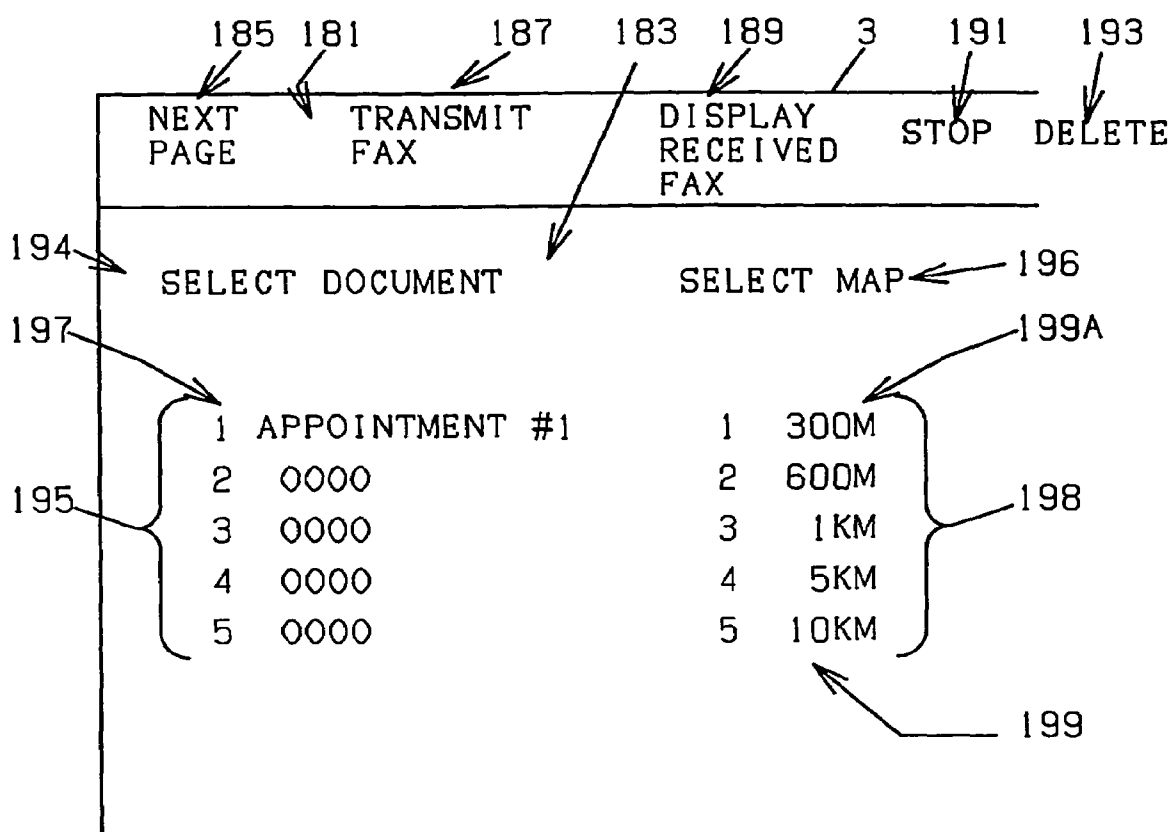 185 181 187 183 189 3 191 193
NEXT PAGE TRANSMIT FAX DISPLAY RECEIVED FAX STOP DELETE
194 196
SELECT DOCUMENT SELECT MAP
197 199A
1 APPOINTMENT #1 1 300M
2 0000 2 600M
195 198
3 0000 3 1KM
4 0000 4 5KM
5 0000 5 10KM
199